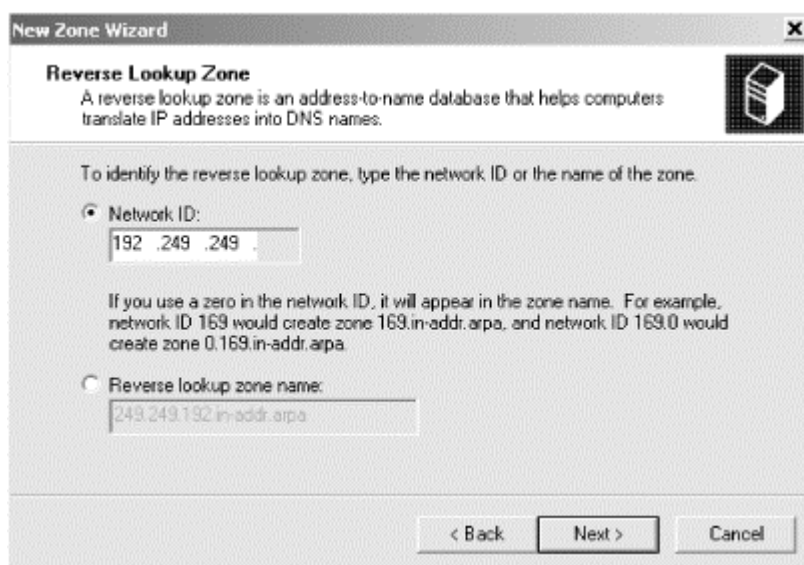 New Zone Wizard
Reverse Lookup Zone
A reverse lookup zone is an address-to-name database that helps computers
translate IP addresses into DNS names.
To identify the reverse lookup zone, type the network ID or the name of the zone.
Network ID:
192 .249 .249 .
If you use a zero in the network ID, it will appear in the zone name. For example,
network ID 169 would create zone 169.in-addr.arpa, and network ID 169.0 would
create zone 0.169.in-addr.arpa.
Reverse lookup zone name:
249.249.192.in-addr.arpa
< Back
Next >
Cancel